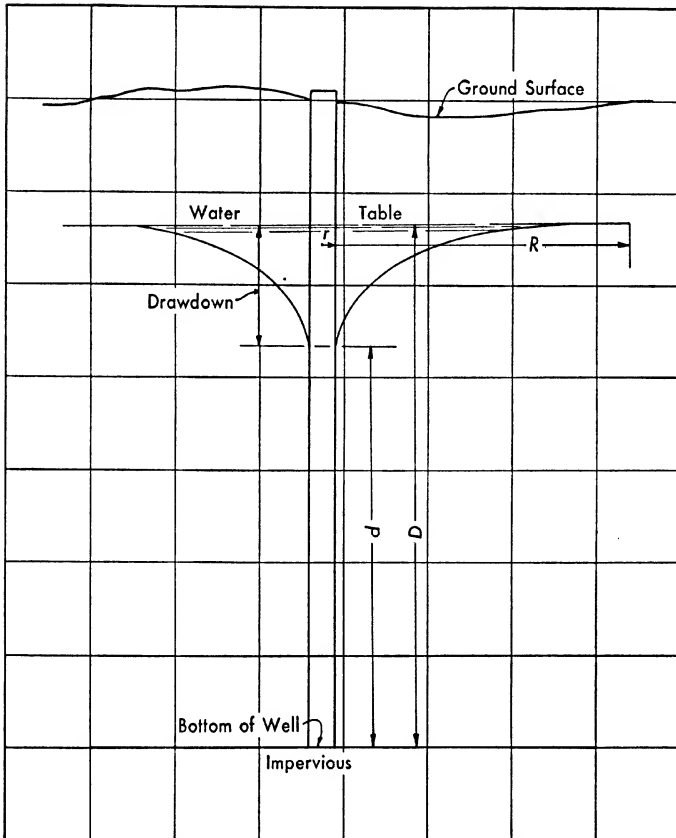 Ground Surface
Water Table
r
R
Drawdown
d
D
Bottom of Well
Impervious